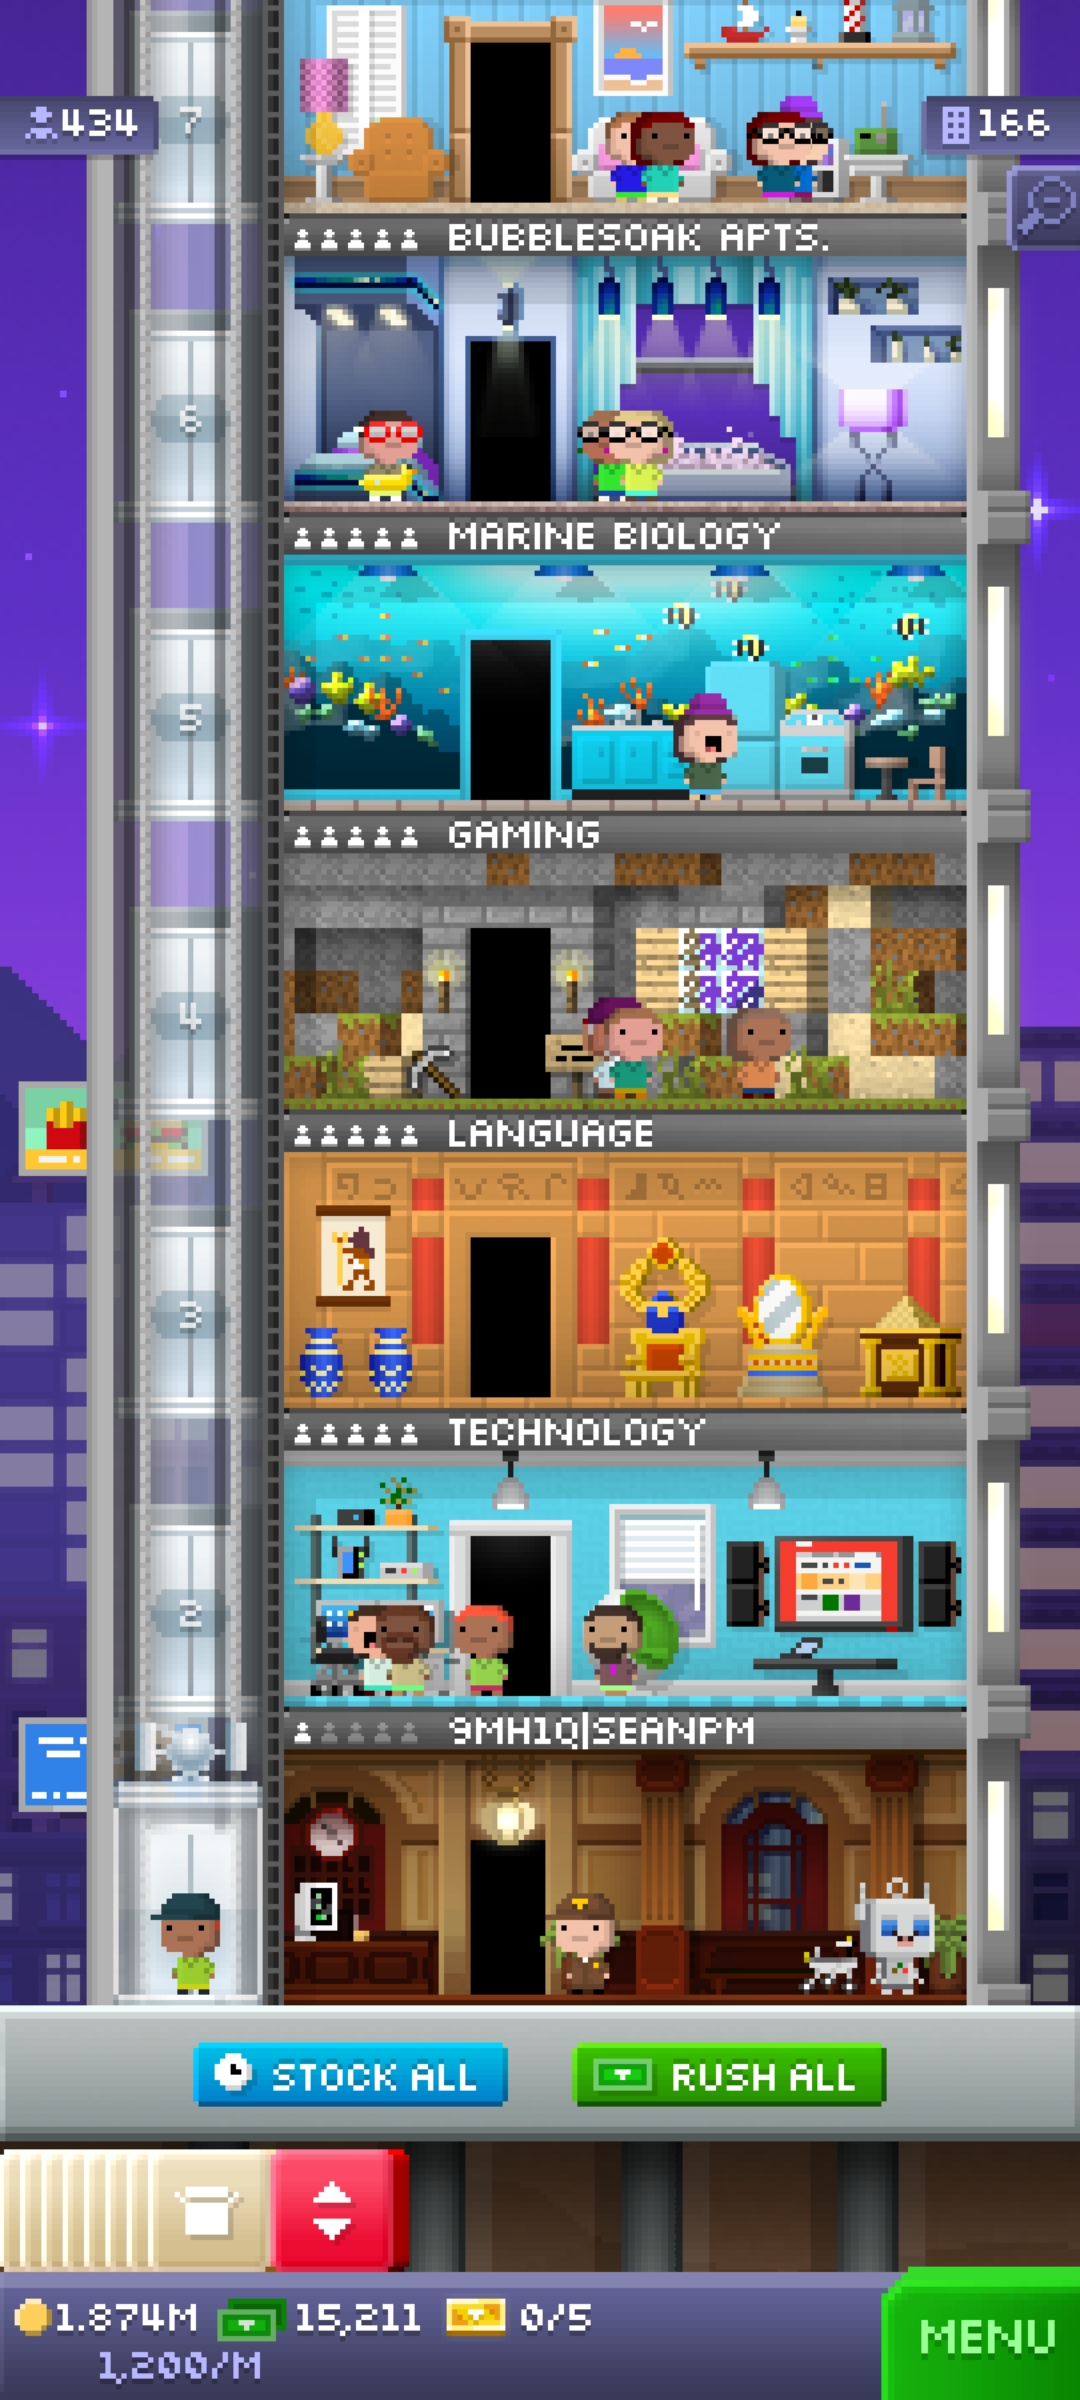 434
7
166
BUBBLESOAK APTS.
6
MARINE BIOLOGY
5
GAMING
4
LANGUAGE
3
TECHNOLOGY
2
9MH1Q|SEANPM
STOCK ALL
RUSH ALL
1.874M
15,211
0/5
1,200/M
MENU